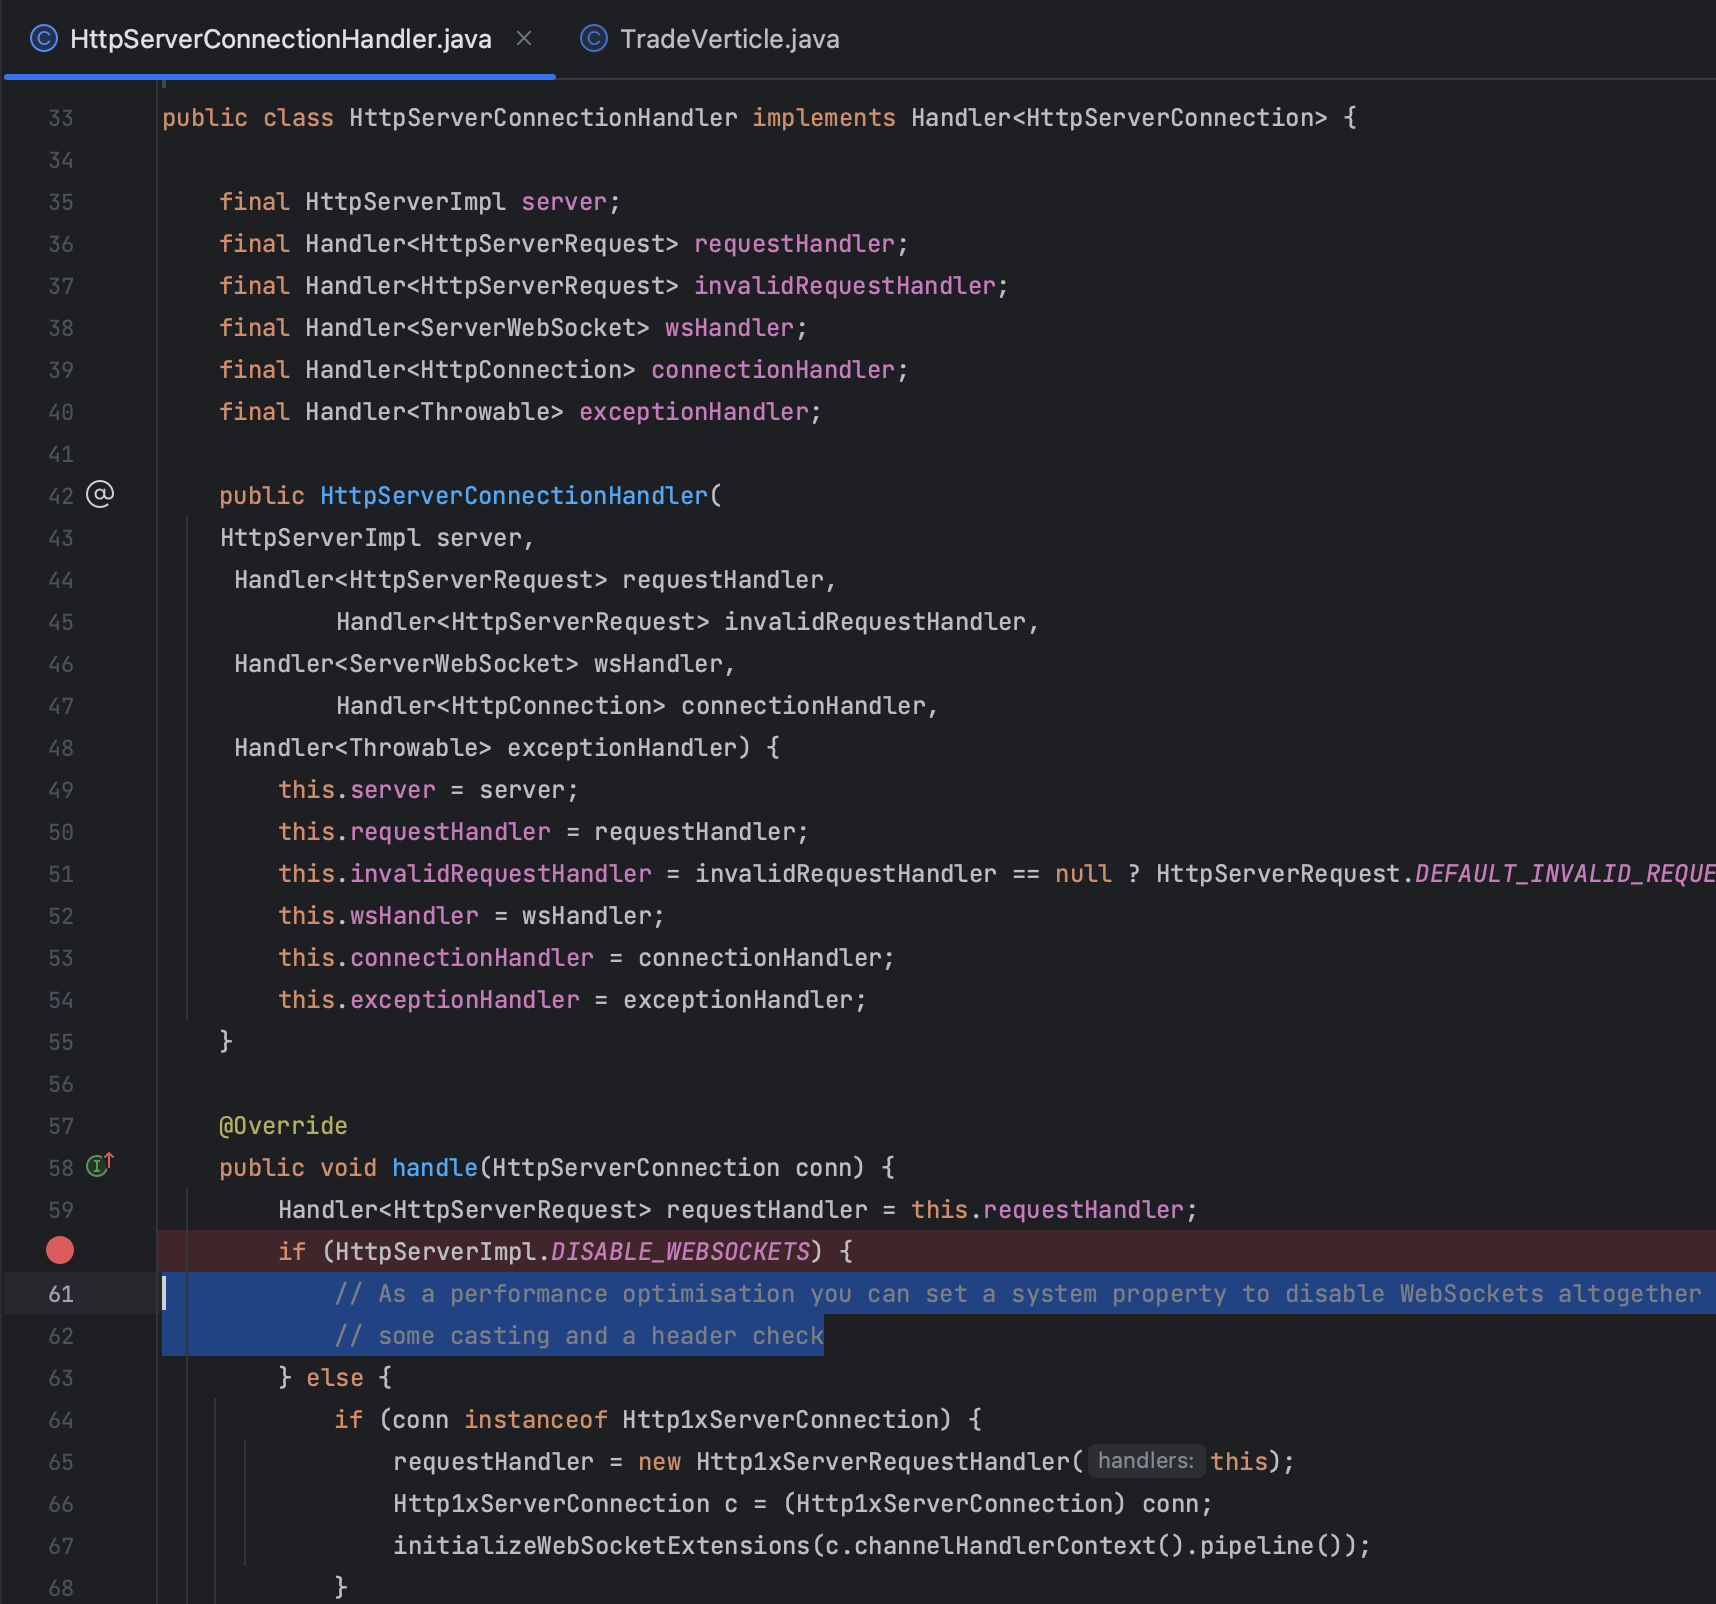 HttpServerConnectionHandler.java
TradeVerticle.java
33 public class HttpServerConnectionHandler implements Handler<HttpServerConnection> {
34
35 final HttpServerImpl server;
36 final Handler<HttpServerRequest> requestHandler;
37 final Handler<HttpServerRequest> invalidRequestHandler;
38 final Handler<ServerWebSocket> wsHandler;
39 final Handler<HttpConnection> connectionHandler;
40 final Handler<Throwable> exceptionHandler;
41
42 @ public HttpServerConnectionHandler(
43 HttpServerImpl server,
44 Handler<HttpServerRequest> requestHandler,
45 Handler<HttpServerRequest> invalidRequestHandler,
46 Handler<ServerWebSocket> wsHandler,
47 Handler<HttpConnection> connectionHandler,
48 Handler<Throwable> exceptionHandler) {
49 this.server = server;
50 this.requestHandler = requestHandler;
51 this.invalidRequestHandler = invalidRequestHandler == null ? HttpServerRequest.DEFAULT_INVALID_REQUE
52 this.wsHandler = wsHandler;
53 this.connectionHandler = connectionHandler;
54 this.exceptionHandler = exceptionHandler;
55 }
56
57 @Override
58 public void handle(HttpServerConnection conn) {
59 Handler<HttpServerRequest> requestHandler = this.requestHandler;
if (HttpServerImpl.DISABLE_WEBSOCKETS) {
61 // As a performance optimisation you can set a system property to disable WebSockets altogether
62 // some casting and a header check
63 } else {
64 if (conn instanceof Http1xServerConnection) {
65 requestHandler = new Http1xServerRequestHandler( handlers: this);
66 Http1xServerConnection c = (Http1xServerConnection) conn;
67 initializeWebSocketExtensions(c.channelHandlerContext().pipeline());
68 }